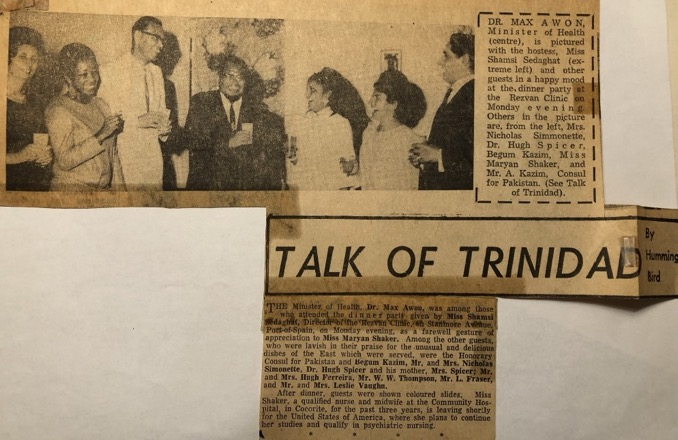 DR. MAX AWON,
Minister of Health
(centre), is pictured
with the hostess, Miss
Shamsi Sedaghat (ex-
treme left) and other
guests in a happy mood
at the dinner party at
the Rezvan Clinic on
Monday evening.
Others in the picture
are, from the left, Mrs.
Nicholas Simmonette,
Dr. Hugh Spicer,
Begum Kazim, Miss
Maryan Shaker, and
Mr. A. Kazim, Consul
for Pakistan. (See Talk
of Trinidad).
TALK OF TRINIDAD
By
Humming
Bird
THE Minister of Health, Dr. Max Awon, was among those
who attended the dinner party given by Miss Shamsi
Sedaghat, Director of the Rezvan Clinic, on Stanmore Avenue,
Port-of-Spain, on Monday evening, as a farewell gesture of
appreciation to Miss Maryan Shaker. Among the other guests,
who were lavish in their praise for the unusual and delicious
dishes of the East which were served, were the Honorary
Consul for Pakistan and Begum Kazim, Mr. and Mrs. Nicholas
Simonette, Dr. Hugh Spicer and his mother, Mrs. Spicer; Mr.
and Mrs. Hugh Ferreira, Mr. W. W. Thompson, Mr. L. Fraser,
and Mr. and Mrs. Leslie Vaughn.
After dinner, guests were shown coloured slides. Miss
Shaker, a qualified nurse and midwife at the Community Hos-
pital, in Cocorite, for the past three years, is leaving shortly
for the United States of America, where she plans to continue
her studies and qualify in psychiatric nursing.